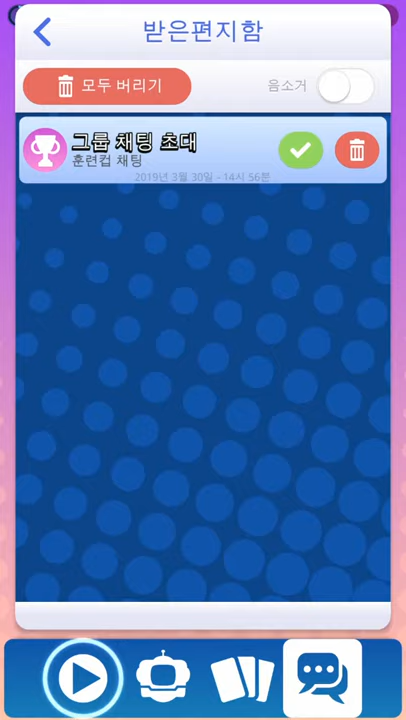 받은편지함
모두 버리기
음소거
그룹 채팅 초대
훈련컵 채팅
2019년 3월 30일 - 14시 56분